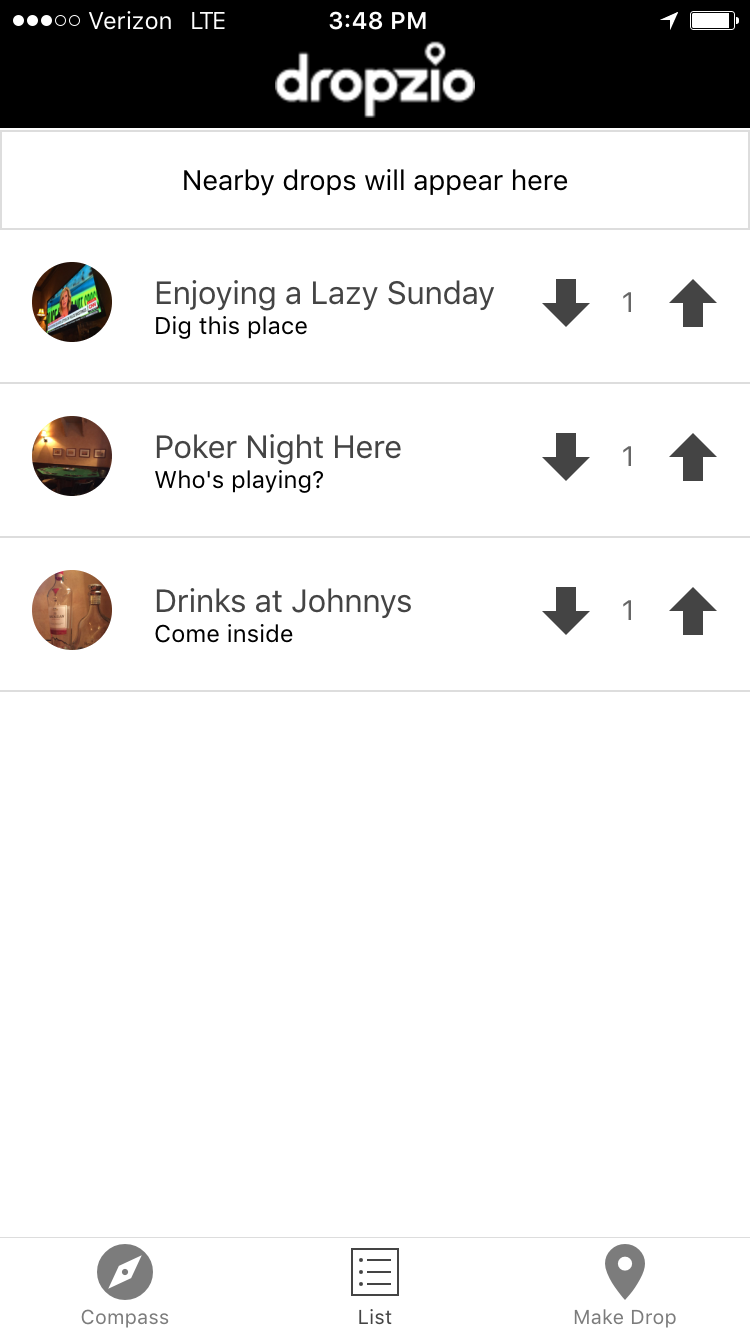 Verizon LTE 3:48 PM
dropzio
Nearby drops will appear here
Enjoying a Lazy Sunday
Dig this place
1
Poker Night Here
Who's playing?
1
Drinks at Johnnys
Come inside
1
Compass List Make Drop